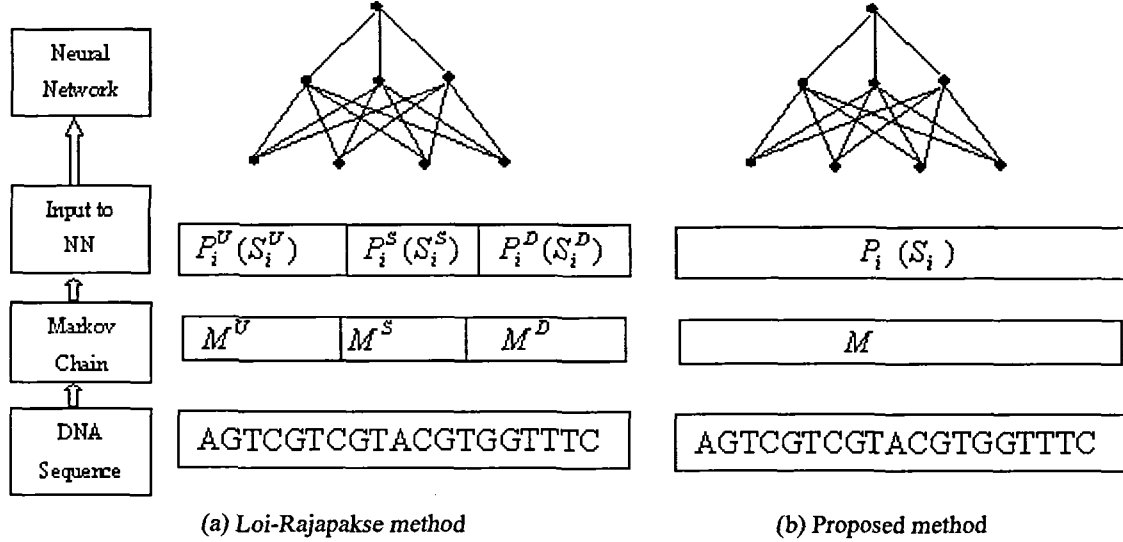 Neural
Network
Input to
NN
P_i^U(S_i^U) P_i^S(S_i^S) P_i^D(S_i^D)
P_i (S_i)
Markov
Chain
M^U M^S M^D
M
DNA
Sequence
AGTCGTCGTACGTGGTTTC
AGTCGTCGTACGTGGTTTC
(a) Loi-Rajapakse method
(b) Proposed method